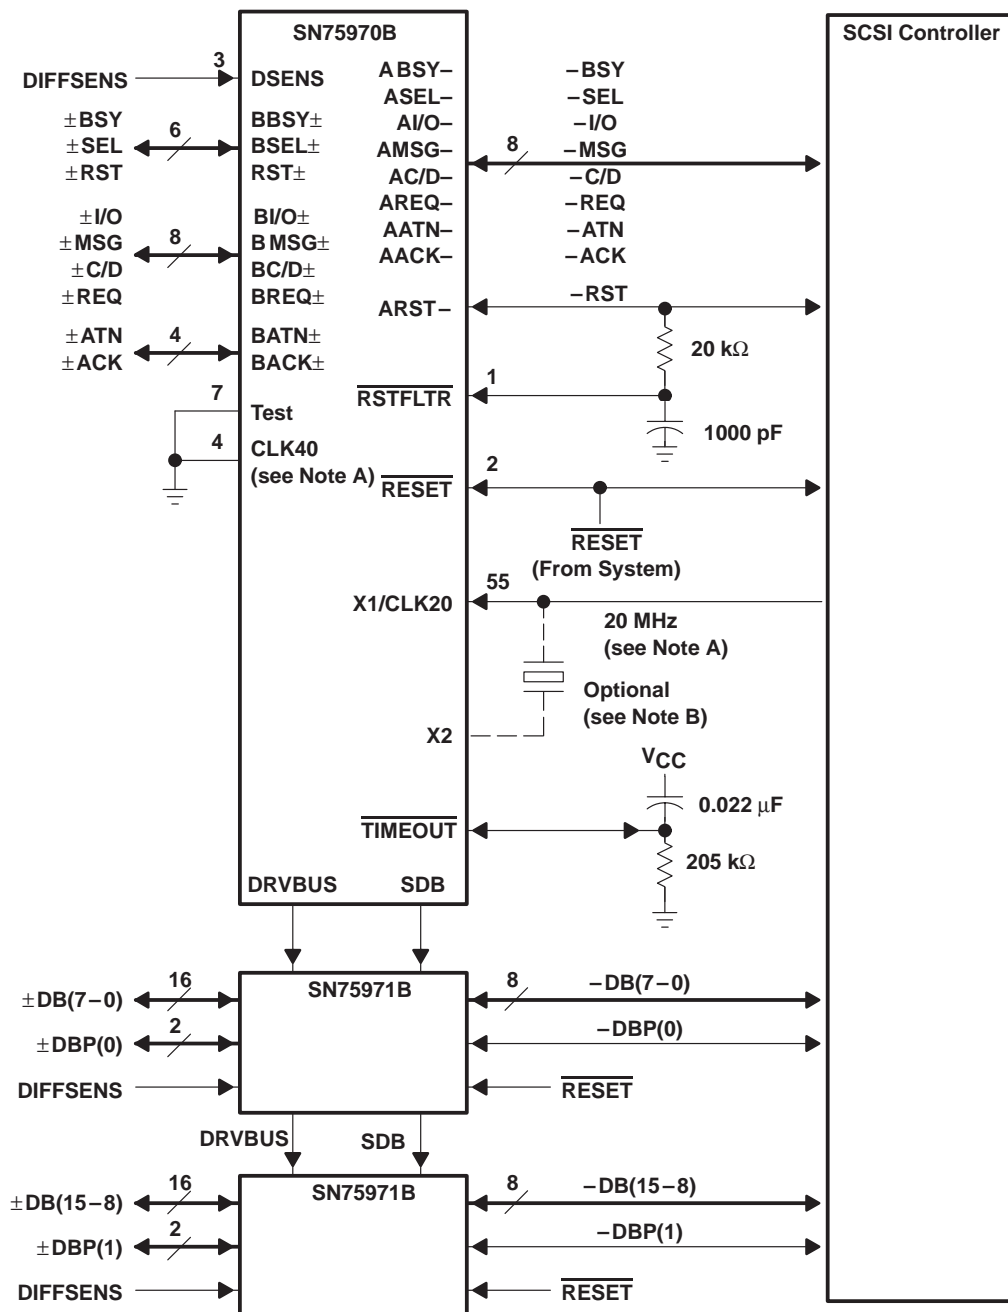 SN75970B
SCSI Controller
DIFFSENS
3
DSENS
±BSY
±SEL
±RST
6
BBSY±
BSEL±
RST±
±I/O
±MSG
±C/D
±REQ
8
BI/O±
BMSG±
BC/D±
BREQ±
±ATN
±ACK
4
BATN±
BACK±
7
Test
4
CLK40
(see Note A)
ABSY–
ASEL–
AI/O–
AMSG–
AC/D–
AREQ–
AATN–
AACK–
8
–BSY
–SEL
–I/O
–MSG
–C/D
–REQ
–ATN
–ACK
ARST–
–RST
20 kΩ
RSTFLTR
1
1000 pF
RESET
2
RESET
(From System)
X1/CLK20
55
20 MHz
(see Note A)
Optional
(see Note B)
X2
VCC
0.022 μF
TIMEOUT
205 kΩ
DRVBUS
SDB
±DB(7–0)
16
SN75971B
8
–DB(7–0)
±DBP(0)
2
–DBP(0)
DIFFSENS
RESET
DRVBUS
SDB
±DB(15–8)
16
SN75971B
8
–DB(15–8)
±DBP(1)
2
–DBP(1)
DIFFSENS
RESET